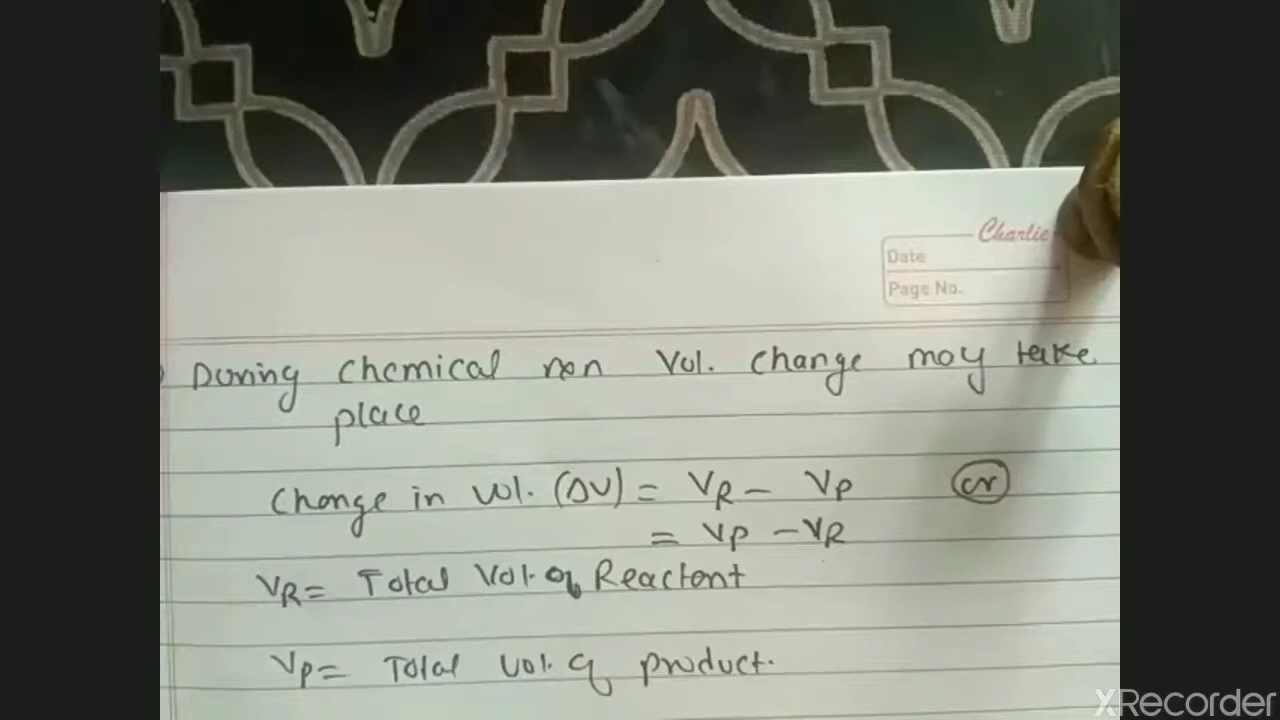 Charlie
Date
Page No.
During chemical rxn Vol. change may take
place
Change in vol. (ΔV) = VR - VP or
= VP - VR
VR = Total Vol. of Reactant
VP = Total vol. of product.
XRecorder